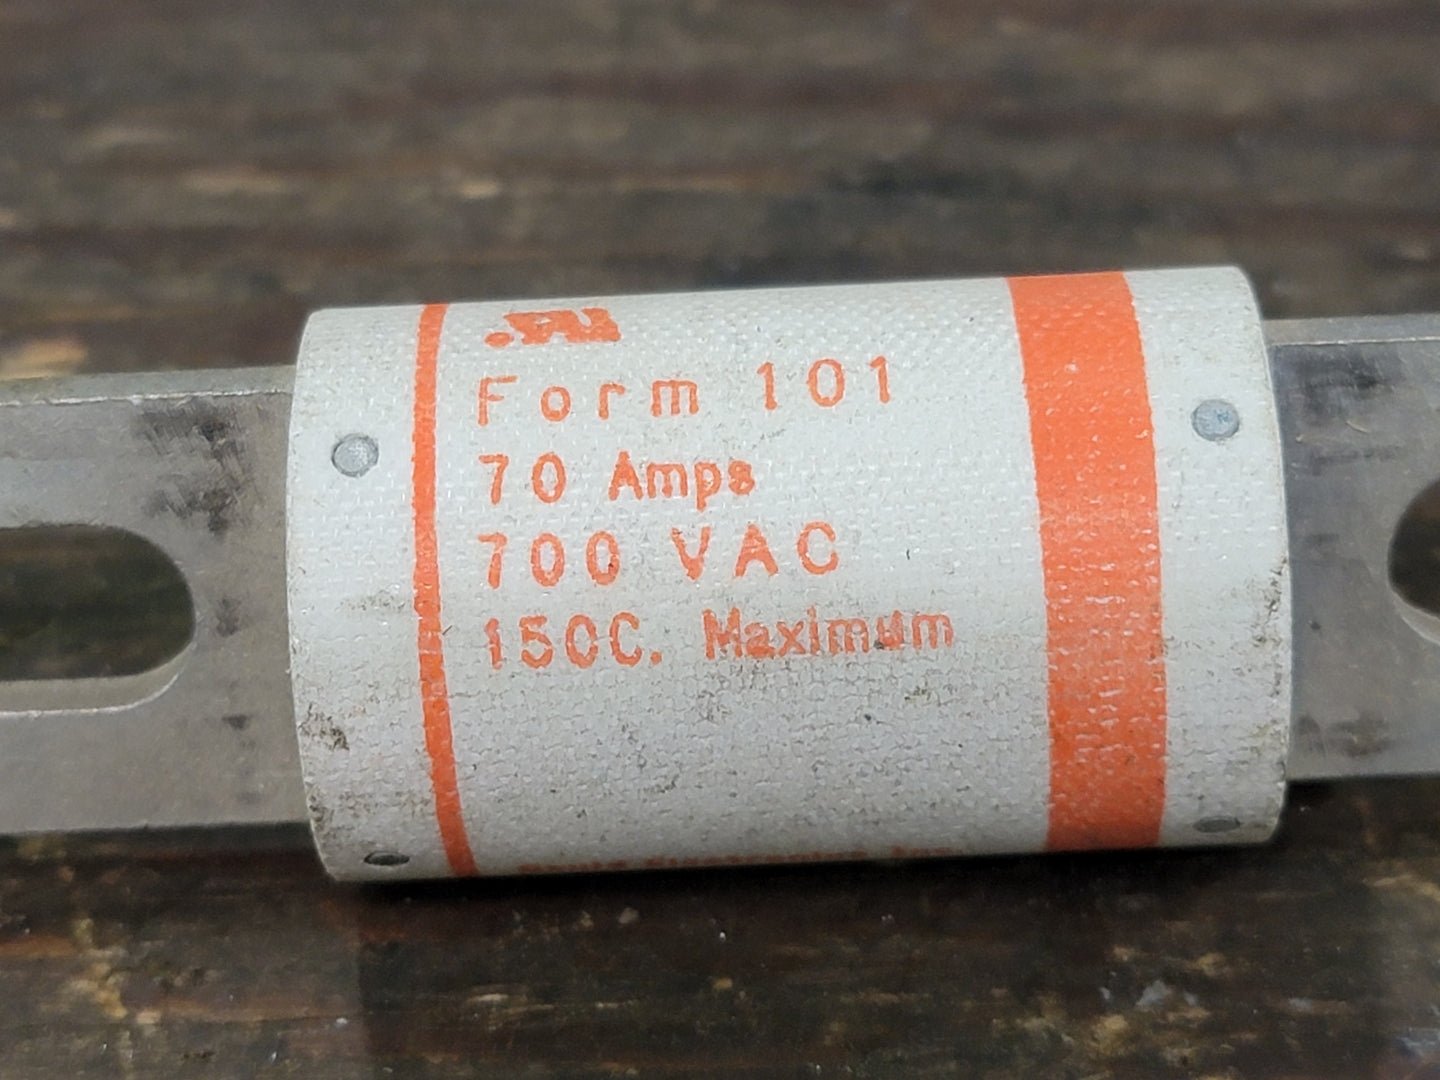 Form 101
70 Amps
700 VAC
150C. Maximum